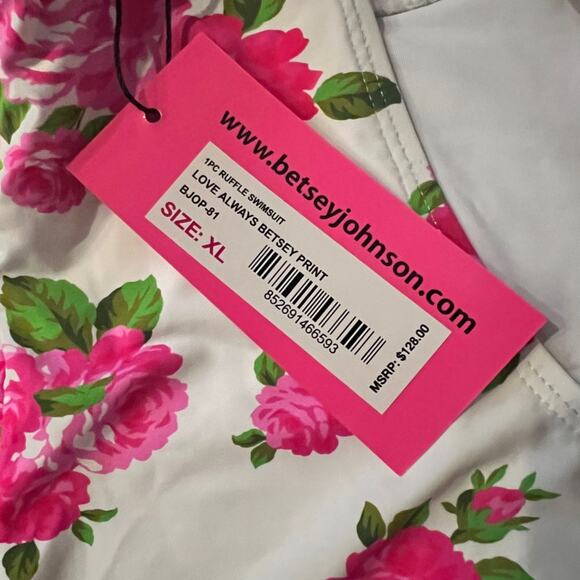 www.betseyjohnson.com
1PC RUFFLE SWIMSUIT
LOVE ALWAYS BETSEY PRINT
BJOP-81
SIZE: XL
852691466593
MSRP: $128.00